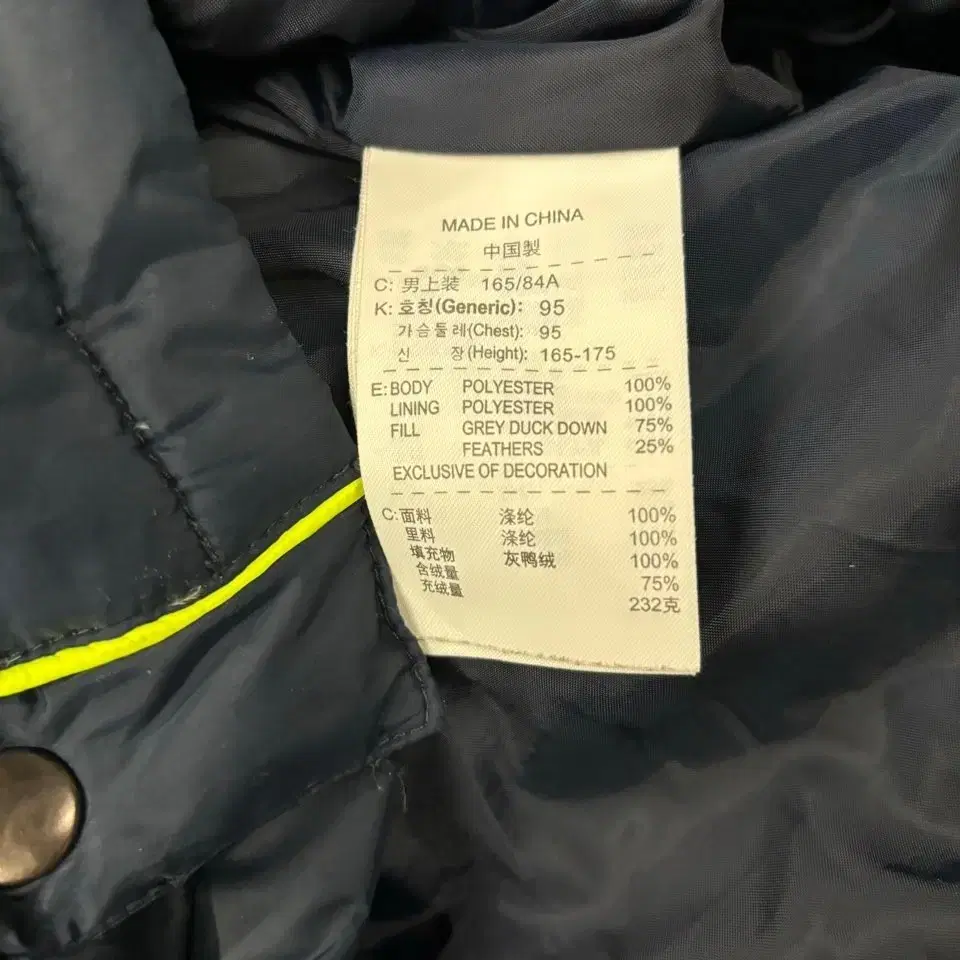 MADE IN CHINA
中国製
C: 男上装 165/84A
K: 호칭(Generic): 95
가슴둘레(Chest): 95
신 장(Height): 165-175
E: BODY POLYESTER 100%
LINING POLYESTER 100%
FILL GREY DUCK DOWN 75%
FEATHERS 25%
EXCLUSIVE OF DECORATION
C: 面料 涤纶 100%
里料 涤纶 100%
填充物 灰鸭绒 100%
含绒量 75%
充绒量 232克